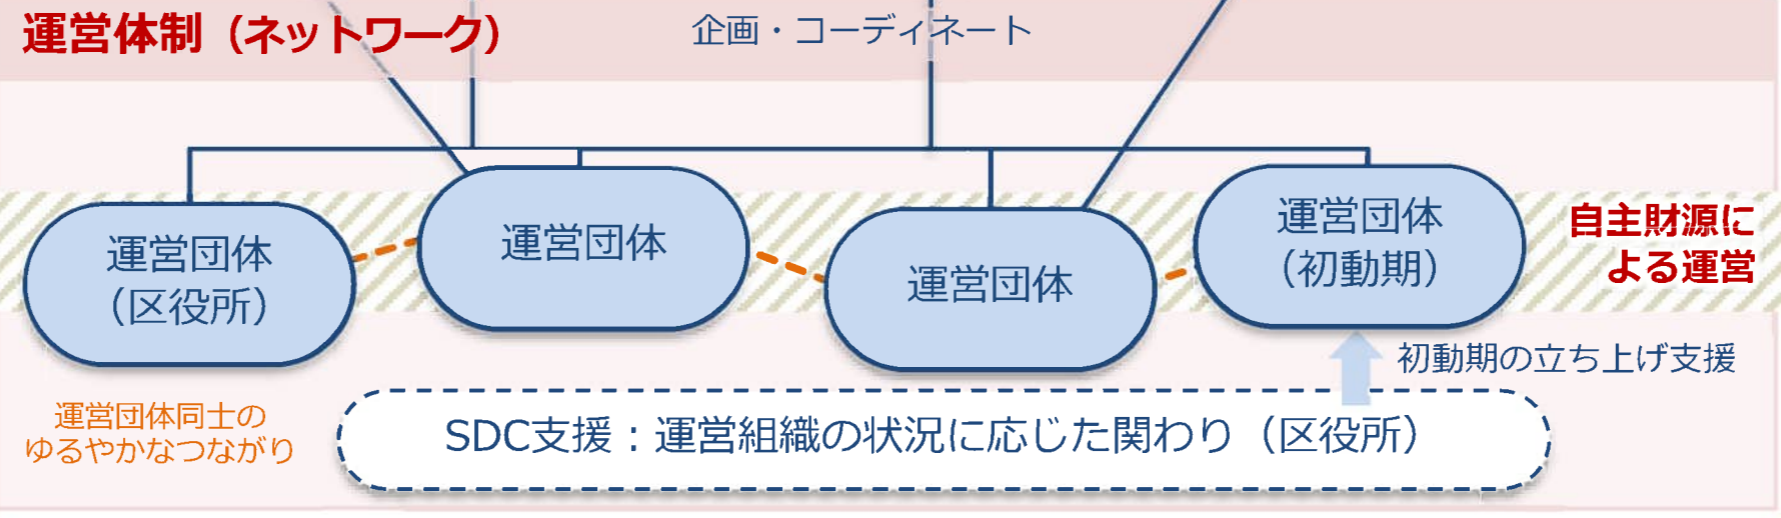 運営体制（ネットワーク）
企画・コーディネート
運営団体
（区役所）
運営団体
運営団体
運営団体
（初動期）
自主財源に
よる運営
初動期の立ち上げ支援
運営団体同士の
ゆるやかなつながり
SDC支援：運営組織の状況に応じた関わり（区役所）